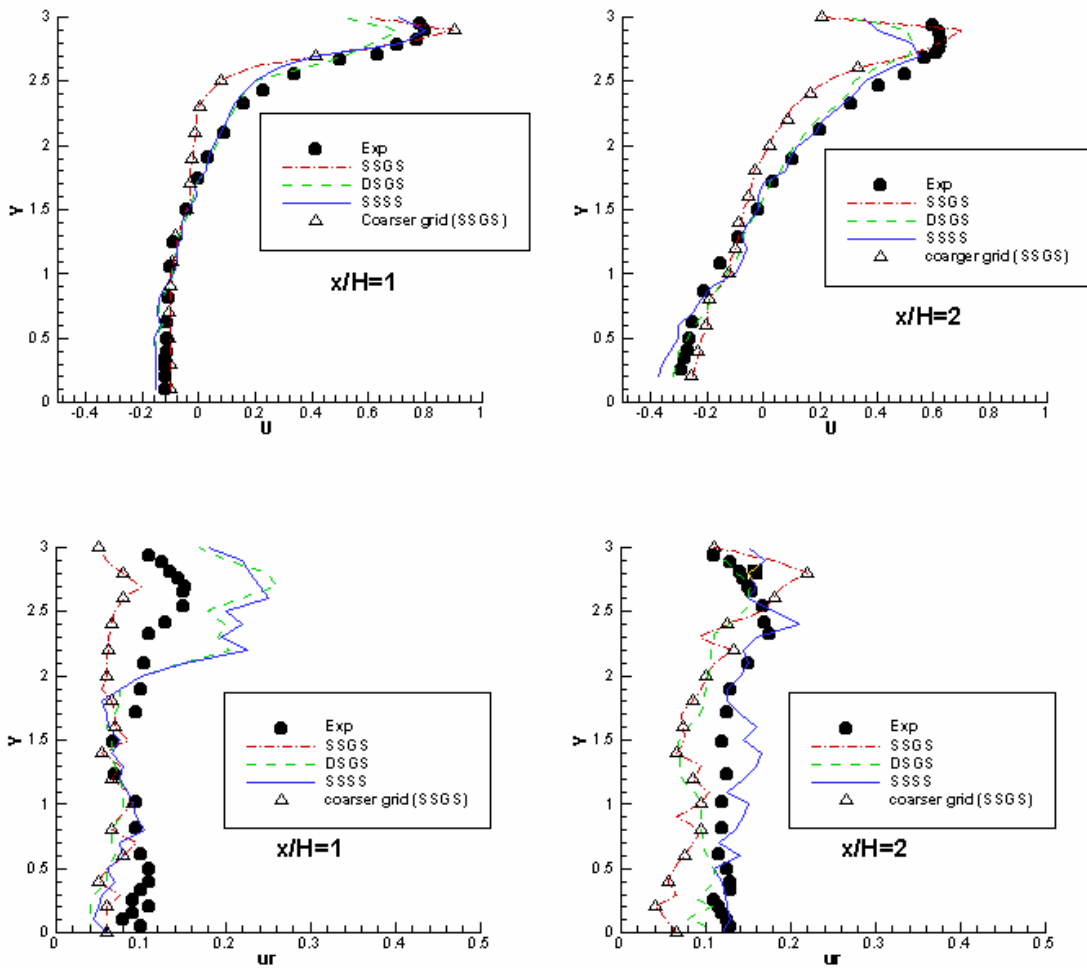 3
2.5
2
1.5
1
0.5
0
Y
-0.4 -0.2 0 0.2 0.4 0.6 0.8 1
U
Exp
SSGS
DSGS
SSSS
Coarser grid (SSGS)
x/H=1
3
2.5
2
1.5
1
0.5
0
Y
-0.4 -0.2 0 0.2 0.4 0.6 0.8 1
U
Exp
SSGS
DSGS
SSSS
coarger grid (SSGS)
x/H=2
3
2.5
2
1.5
1
0.5
0
Y
0 0.1 0.2 0.3 0.4 0.5
ur
Exp
SSGS
DSGS
SSSS
coarser grid (SSGS)
x/H=1
3
2.5
2
1.5
1
0.5
0
Y
0 0.1 0.2 0.3 0.4 0.5
ur
Exp
SSGS
DSGS
SSSS
coarser grid (SSGS)
x/H=2